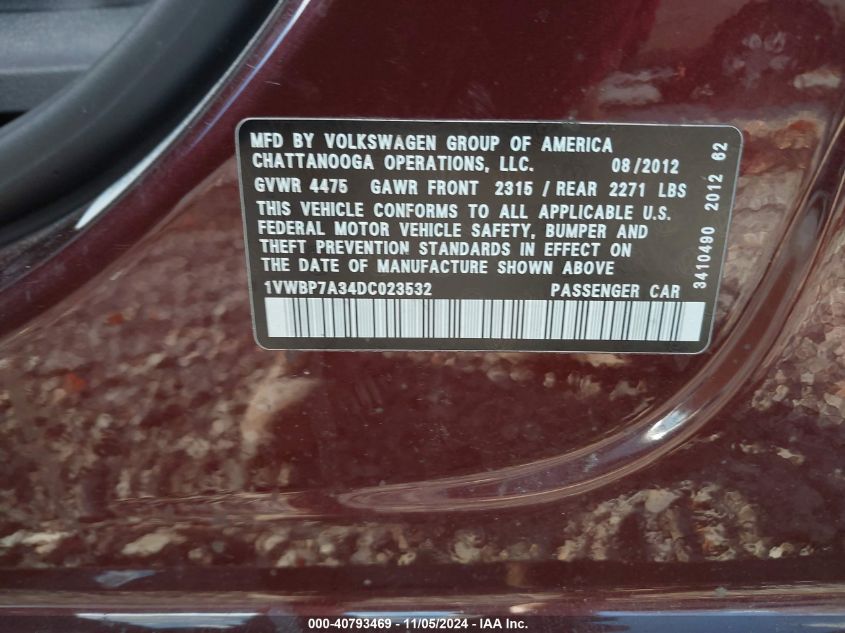 MFD BY VOLKSWAGEN GROUP OF AMERICA
CHATTANOOGA OPERATIONS, LLC. 08/2012
GVWR 4475 GAWR FRONT 2315 / REAR 2271 LBS
THIS VEHICLE CONFORMS TO ALL APPLICABLE U.S.
FEDERAL MOTOR VEHICLE SAFETY, BUMPER AND
THEFT PREVENTION STANDARDS IN EFFECT ON
THE DATE OF MANUFACTURE SHOWN ABOVE
1VWBP7A34DC023532 PASSENGER CAR
3410490 2012 62
000-40793469 - 11/05/2024 - IAA Inc.